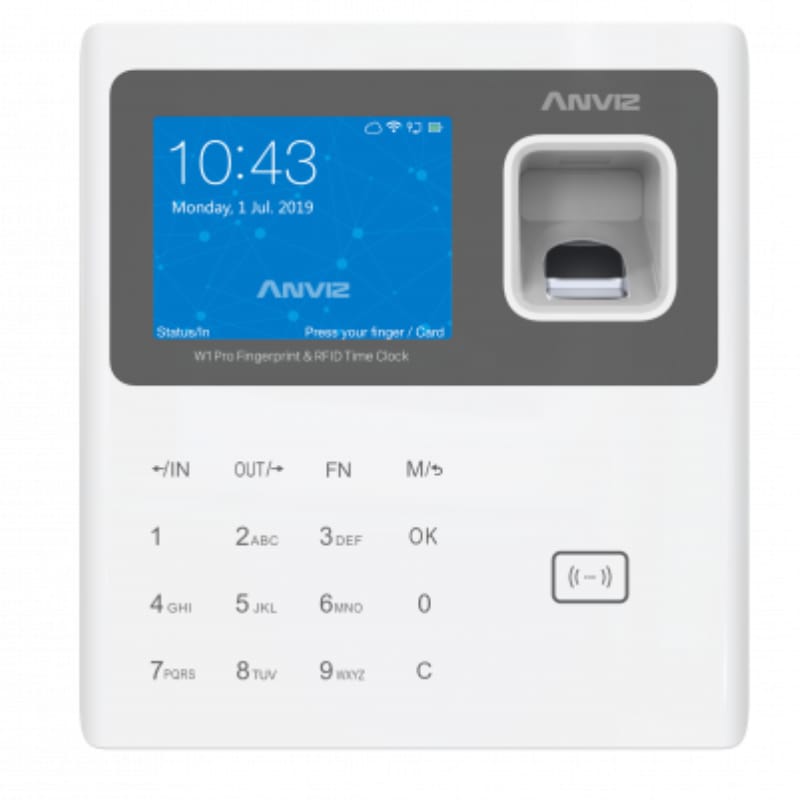 ANVIZ
10:43
Monday, 1 Jul. 2019
ANVIZ
Status/In Press your finger / Card
W1 Pro Fingerprint & RFID Time Clock
←/IN OUT/→ FN M/⮌
1 2ABC 3DEF OK
4GHI 5JKL 6MNO 0
7PQRS 8TUV 9WXYZ C